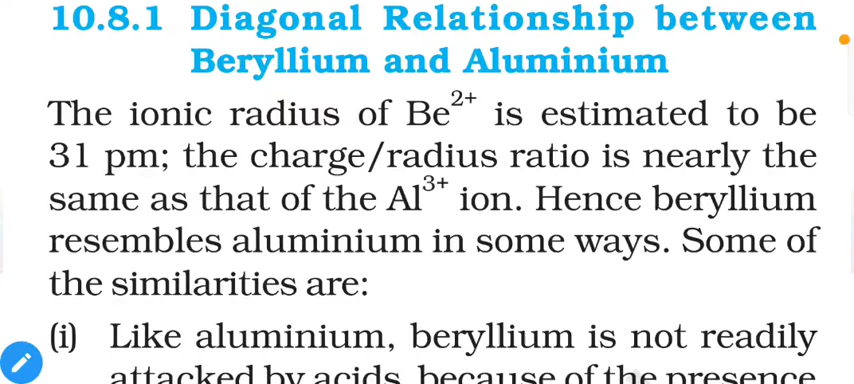 10.8.1 Diagonal Relationship between
Beryllium and Aluminium
The ionic radius of Be2+ is estimated to be
31 pm; the charge/radius ratio is nearly the
same as that of the Al3+ ion. Hence beryllium
resembles aluminium in some ways. Some of
the similarities are:
(i) Like aluminium, beryllium is not readily
attacked by acids, because of the presence